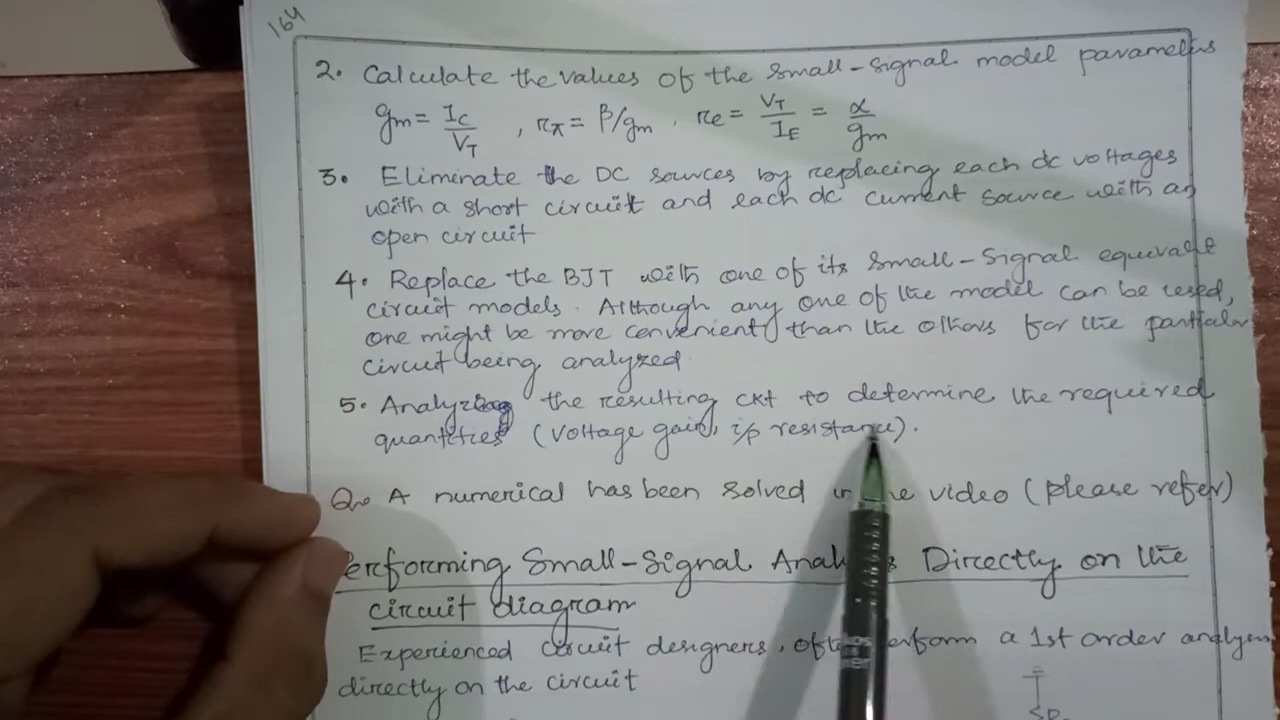 164
2. Calculate the values of the small-signal model parameters
gm = IC/VT , rπ = β/gm , re = VT/IE = α/gm
3. Eliminate the DC sources by replacing each dc voltages
with a short circuit and each dc current source with an
open circuit
4. Replace the BJT with one of its small-signal equivalent
circuit models. Although any one of the model can be used,
one might be more convenient than the others for the particular
circuit being analyzed
5. Analyzing the resulting ckt to determine the required
quantities (voltage gain, i/p resistance).
Q. A numerical has been solved in the video (please refer)
Performing Small-Signal Analysis Directly on the
circuit diagram
Experienced circuit designers, often perform a 1st order analysis
directly on the circuit